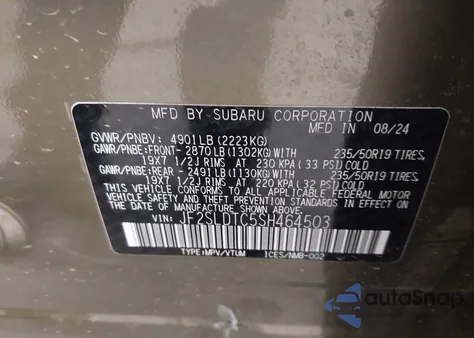 MFD BY SUBARU CORPORATION 08/24
GVWR/PNBV: 4901LB (2223KG)
GAWR/PNBE: FRONT- 2870LB (1302KG) WITH 235/50R19 TIRES,
19X7 1/2J RIMS AT 230 KPA (33 PSI) COLD
GAWR/PNBE: REAR - 2491LB (1130KG) WITH 235/50R19 TIRES,
19X7 1/2J RIMS AT 220 KPA (32 PSI) COLD
THIS VEHICLE CONFORMS TO ALL APPLICABLE FEDERAL MOTOR
VEHICLE SAFETY AND THEFT PREVENTION STANDARDS IN EFFECT
ON THE DATE OF MANUFACTURE SHOWN ABOVE.
VIN: JF2SLDTC5SH464503
TYPE:MPV/VTUM ICES/NMB-002
autoSnap